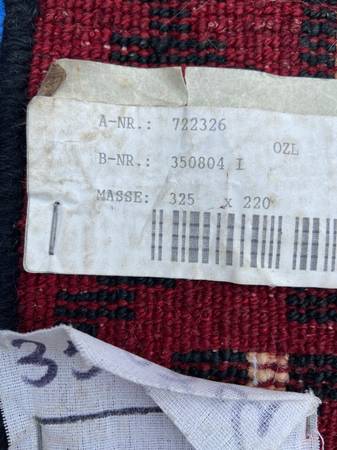 A-NR.: 722326
OZL
B-NR.: 350804 I
MASSE: 325 x 220